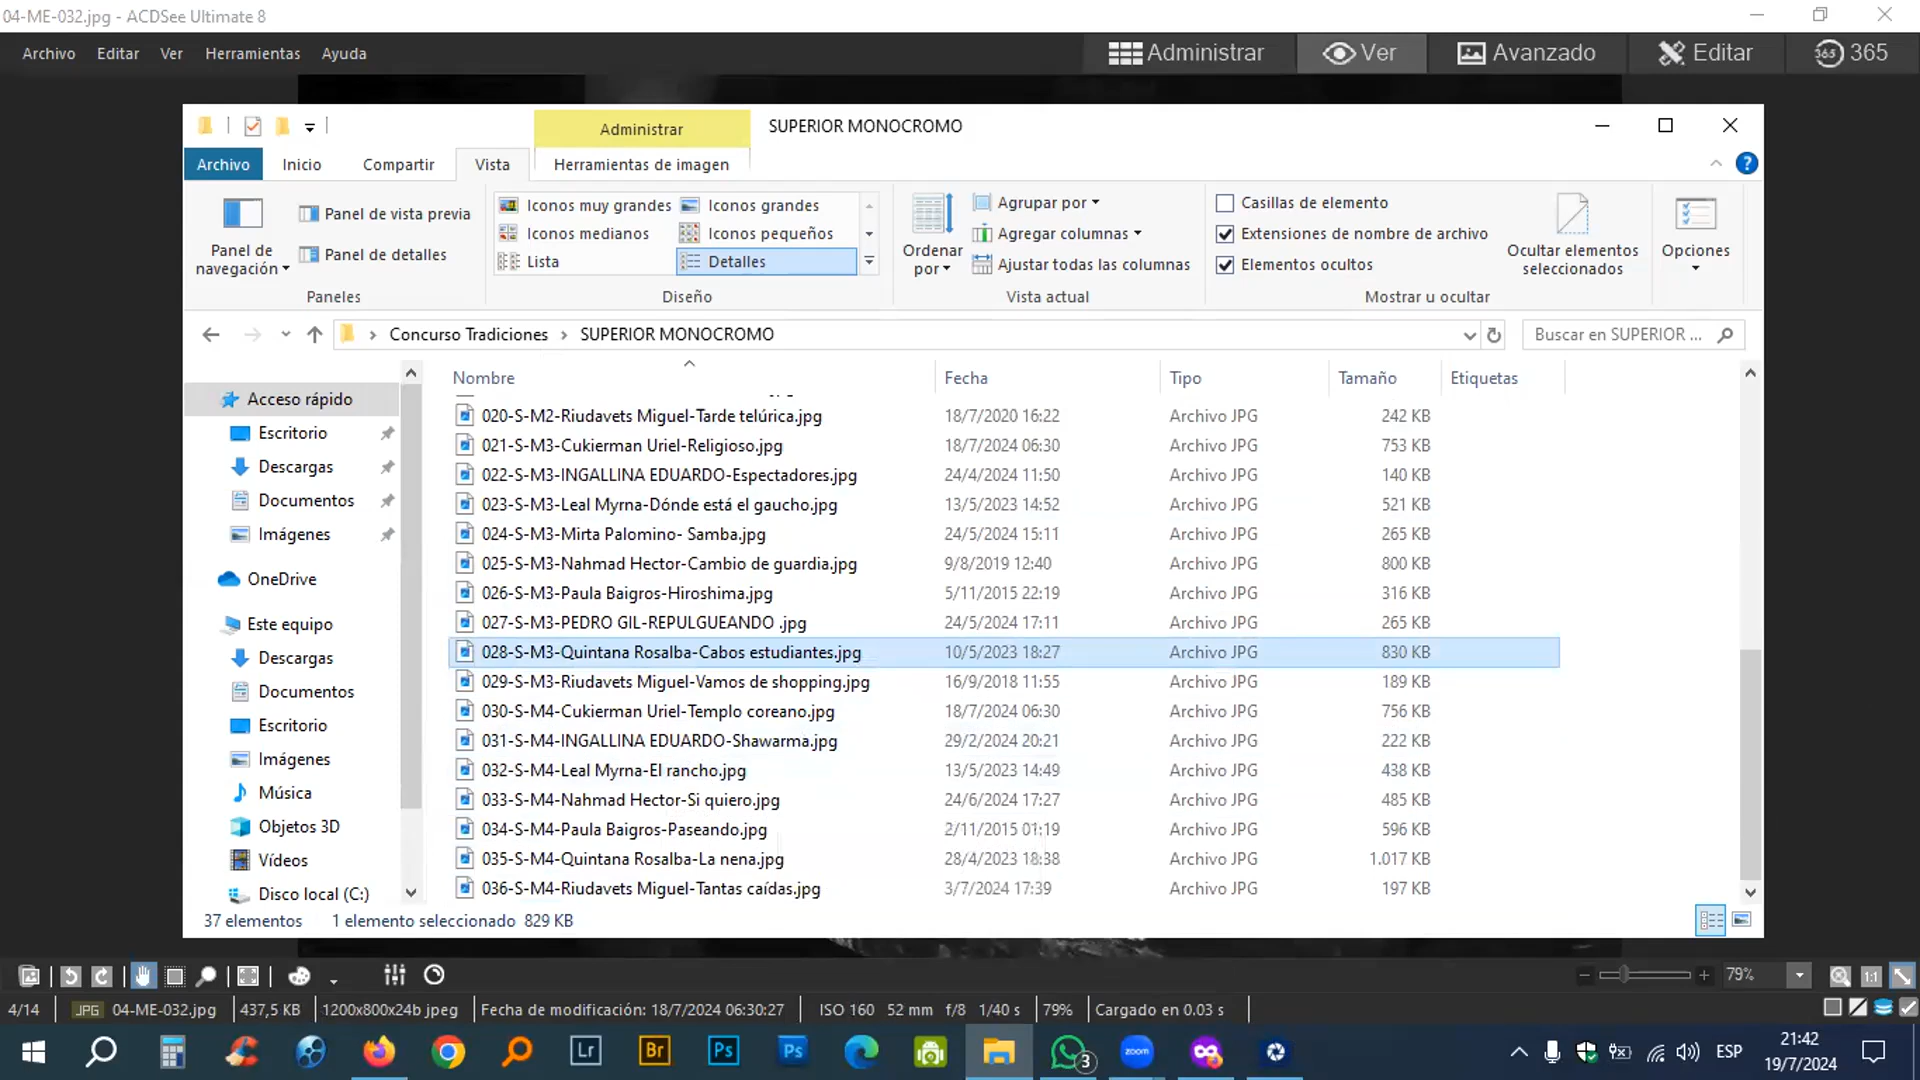 04-ME-032.jpg - ACDSee Ultimate 8
Archivo Editar Ver Herramientas Ayuda
Administrar Ver Avanzado Editar 365 365
Administrar SUPERIOR MONOCROMO
Archivo Inicio Compartir Vista Herramientas de imagen
Panel de navegación
Panel de vista previa
Panel de detalles
Paneles
Iconos muy grandes Iconos grandes
Iconos medianos Iconos pequeños
Lista Detalles
Diseño
Ordenar por
Agrupar por
Agregar columnas
Ajustar todas las columnas
Vista actual
Casillas de elemento
Extensiones de nombre de archivo
Elementos ocultos
Ocultar elementos seleccionados
Mostrar u ocultar
Opciones
Concurso Tradiciones SUPERIOR MONOCROMO
Buscar en SUPERIOR ...
Acceso rápido
Escritorio
Descargas
Documentos
Imágenes
OneDrive
Este equipo
Descargas
Documentos
Escritorio
Imágenes
Música
Objetos 3D
Vídeos
Disco local (C:)
Nombre Fecha Tipo Tamaño Etiquetas
020-S-M2-Riudavets Miguel-Tarde telúrica.jpg 18/7/2020 16:22 Archivo JPG 242 KB
021-S-M3-Cukierman Uriel-Religioso.jpg 18/7/2024 06:30 Archivo JPG 753 KB
022-S-M3-INGALLINA EDUARDO-Espectadores.jpg 24/4/2024 11:50 Archivo JPG 140 KB
023-S-M3-Leal Myrna-Dónde está el gaucho.jpg 13/5/2023 14:52 Archivo JPG 521 KB
024-S-M3-Mirta Palomino- Samba.jpg 24/5/2024 15:11 Archivo JPG 265 KB
025-S-M3-Nahmad Hector-Cambio de guardia.jpg 9/8/2019 12:40 Archivo JPG 800 KB
026-S-M3-Paula Baigros-Hiroshima.jpg 5/11/2015 22:19 Archivo JPG 316 KB
027-S-M3-PEDRO GIL-REPULGUEANDO .jpg 24/5/2024 17:11 Archivo JPG 265 KB
028-S-M3-Quintana Rosalba-Cabos estudiantes.jpg 10/5/2023 18:27 Archivo JPG 830 KB
029-S-M3-Riudavets Miguel-Vamos de shopping.jpg 16/9/2018 11:55 Archivo JPG 189 KB
030-S-M4-Cukierman Uriel-Templo coreano.jpg 18/7/2024 06:30 Archivo JPG 756 KB
031-S-M4-INGALLINA EDUARDO-Shawarma.jpg 29/2/2024 20:21 Archivo JPG 222 KB
032-S-M4-Leal Myrna-El rancho.jpg 13/5/2023 14:49 Archivo JPG 438 KB
033-S-M4-Nahmad Hector-Si quiero.jpg 24/6/2024 17:27 Archivo JPG 485 KB
034-S-M4-Paula Baigros-Paseando.jpg 2/11/2015 01:19 Archivo JPG 596 KB
035-S-M4-Quintana Rosalba-La nena.jpg 28/4/2023 18:38 Archivo JPG 1.017 KB
036-S-M4-Riudavets Miguel-Tantas caídas.jpg 3/7/2024 17:39 Archivo JPG 197 KB
37 elementos 1 elemento seleccionado 829 KB
79% 1:1
4/14 JPG 04-ME-032.jpg 437,5 KB 1200x800x24b jpeg Fecha de modificación: 18/7/2024 06:30:27 ISO 160 52 mm f/8 1/40 s 79% Cargado en 0.03 s
Lr Br Ps Ps 3 zoom ESP 21:42
19/7/2024